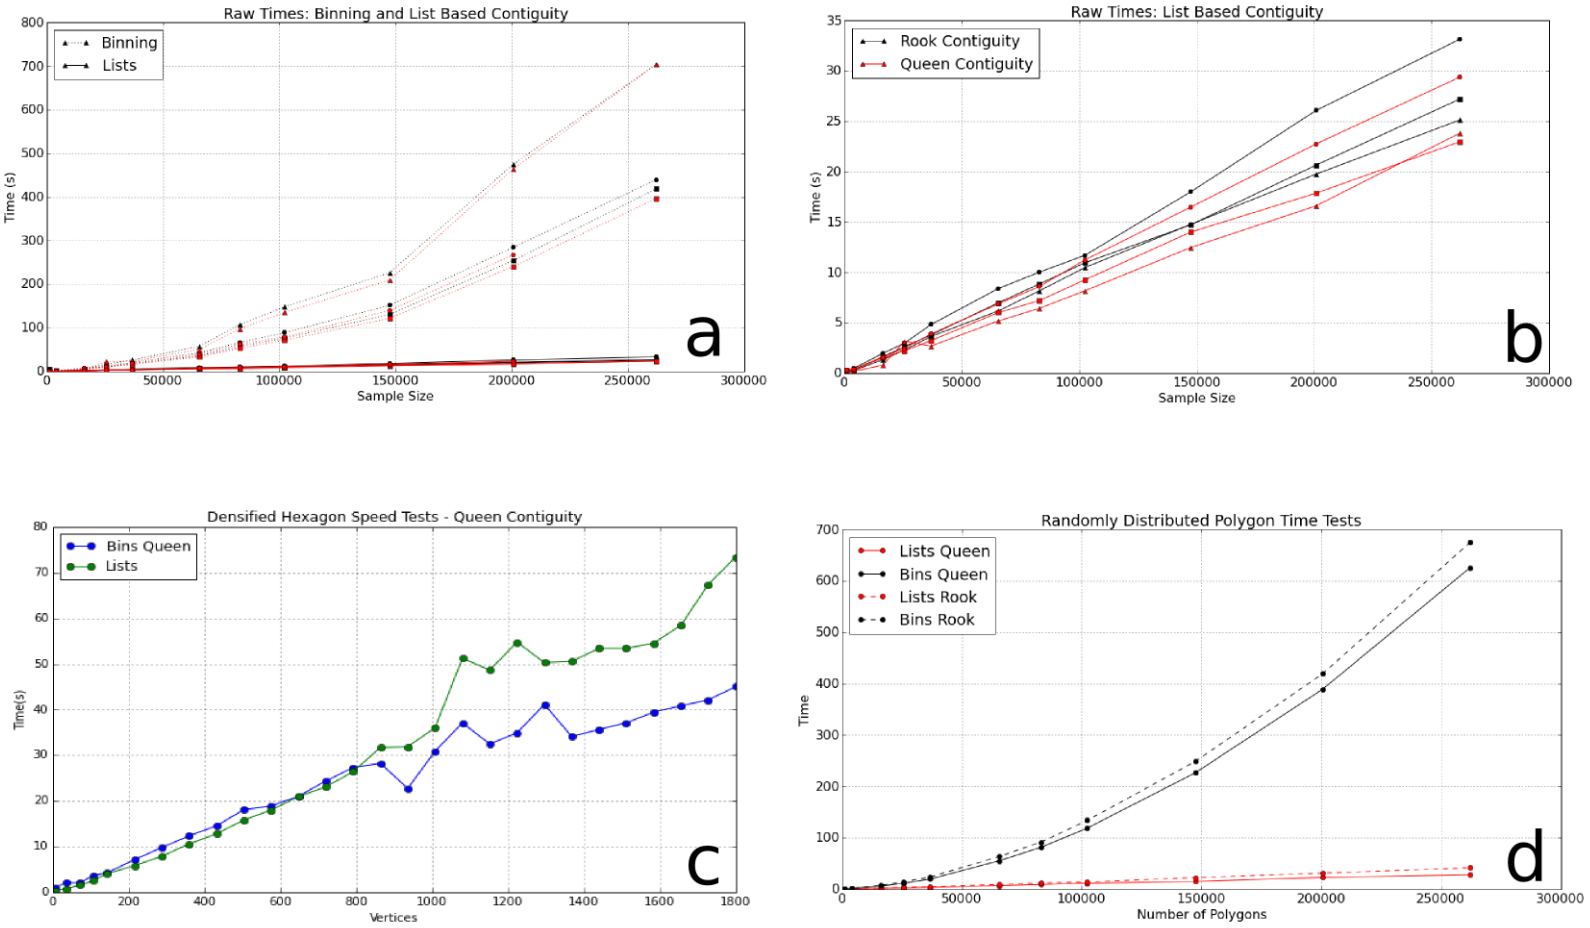 Raw Times: Binning and List Based Contiguity
Binning
Lists
800
700
600
500
400
300
200
100
0
Time (s)
0
50000
100000
150000
200000
250000
300000
Sample Size
a
Raw Times: List Based Contiguity
Rook Contiguity
Queen Contiguity
35
30
25
20
15
10
5
0
Time (s)
0
50000
100000
150000
200000
250000
300000
Sample Size
b
Densified Hexagon Speed Tests - Queen Contiguity
Bins Queen
Lists
80
70
60
50
40
30
20
10
0
Time(s)
0
200
400
600
800
1000
1200
1400
1600
1800
Vertices
c
Randomly Distributed Polygon Time Tests
Lists Queen
Bins Queen
Lists Rook
Bins Rook
700
600
500
400
300
200
100
0
Time
0
50000
100000
150000
200000
250000
300000
Number of Polygons
d